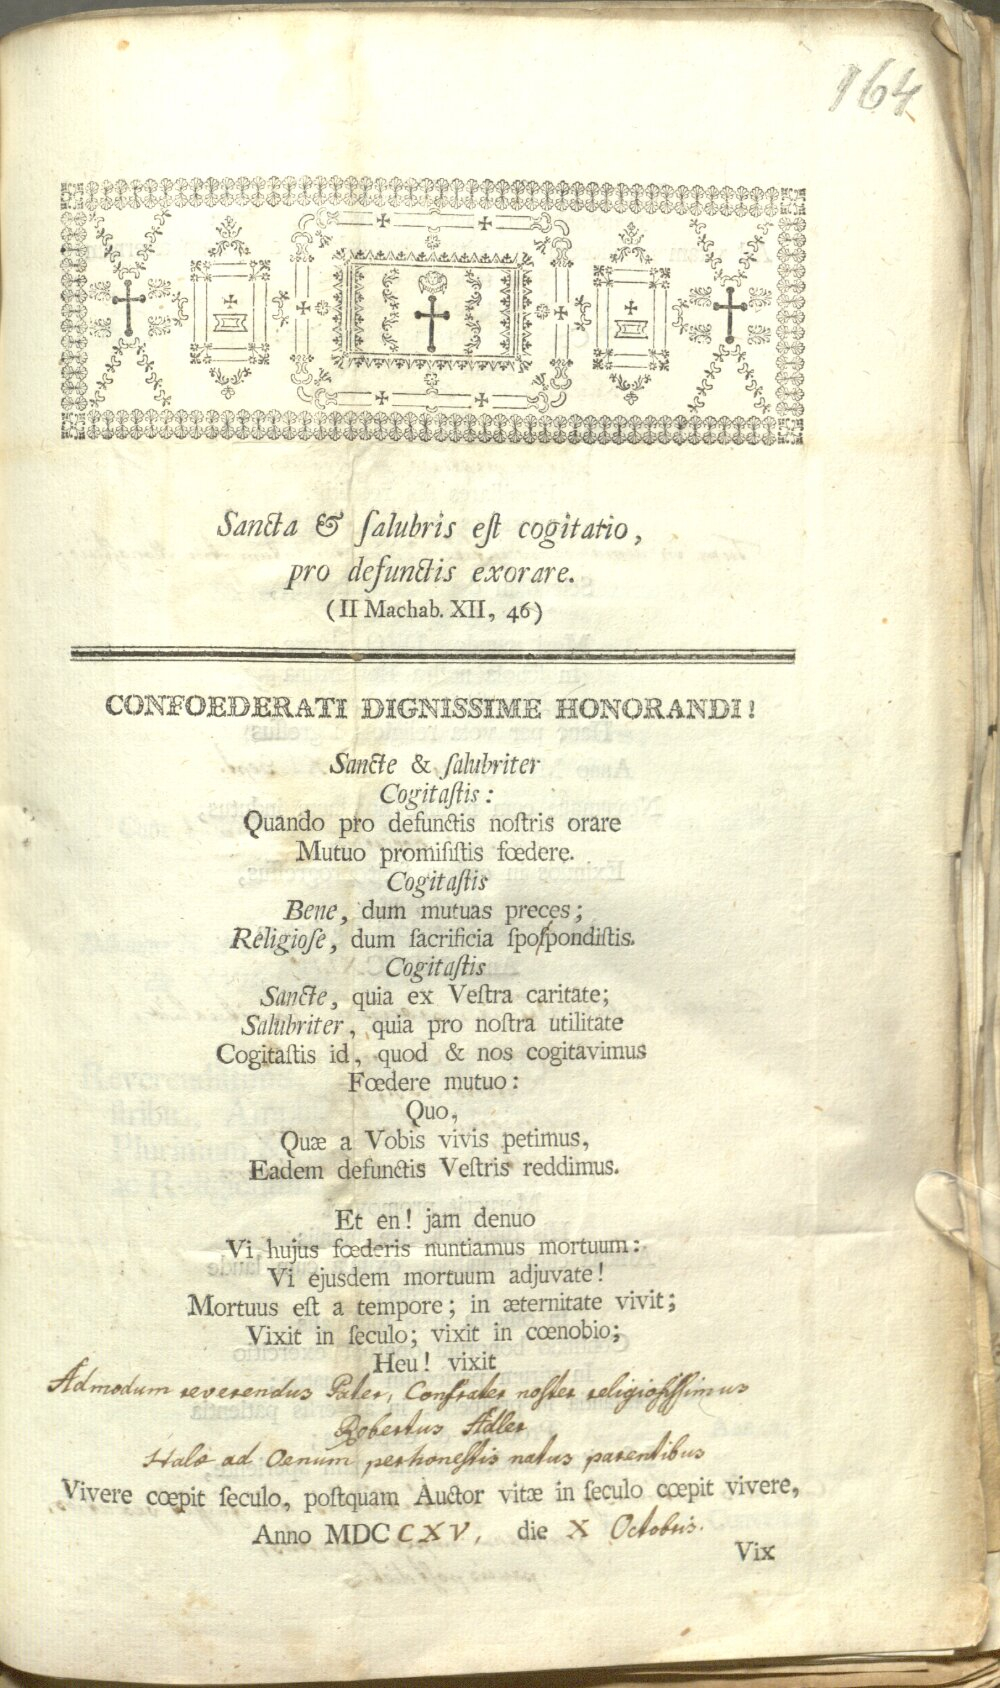 164
Sancta & ſalubris eſt cogitatio,
pro defunctis exorare.
(II Machab. XII, 46)
CONFOEDERATI DIGNISSIME HONORANDI!
Sancte & ſalubriter
Cogitaſtis:
Quando pro defunctis noſtris orare
Mutuo promiſiſtis fœdere.
Cogitaſtis
Bene, dum mutuas preces;
Religioſe, dum ſacrificia ſpoſpondiſtis.
Cogitaſtis
Sancte, quia ex Veſtra caritate;
Salubriter, quia pro noſtra utilitate
Cogitaſtis id, quod & nos cogitavimus
Fœdere mutuo:
Quo,
Quæ a Vobis vivis petimus,
Eadem defunctis Veſtris reddimus.
Et en! jam denuo
Vi hujus fœderis nuntiamus mortuum:
Vi ejusdem mortuum adjuvate!
Mortuus eſt a tempore; in æternitate vivit;
Vixit in ſeculo; vixit in cœnobio;
Heu! vixit
Admodum reverendus Pater, Confrater noſter religioſiſſimus
Robertus Adler
Halæ ad Oenum perhoneſtis natus parentibus
Vivere cœpit ſeculo, poſtquam Auctor vitæ in ſeculo cœpit vivere,
Anno MDCCCXV. die X Octobris.
Vix